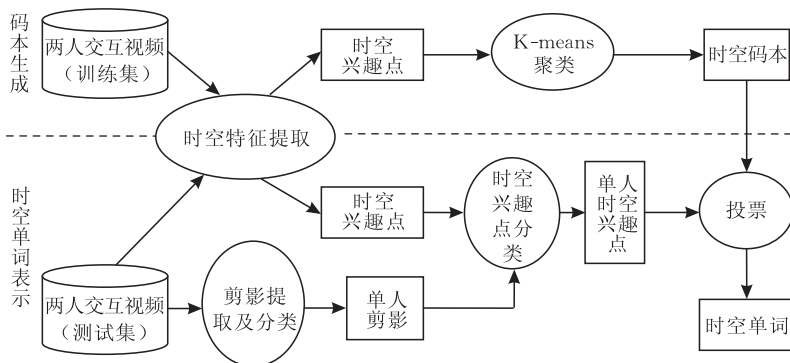 码本生成
两人交互视频
（训练集）
时空
兴趣点
K-means
聚类
时空码本
时空特征提取
时空单词表示
时空
兴趣点
时空
兴趣
点分
类
单人
时空
兴趣
点
投票
两人交互视频
（测试集）
剪影提
取及分类
单人
剪影
时空单词